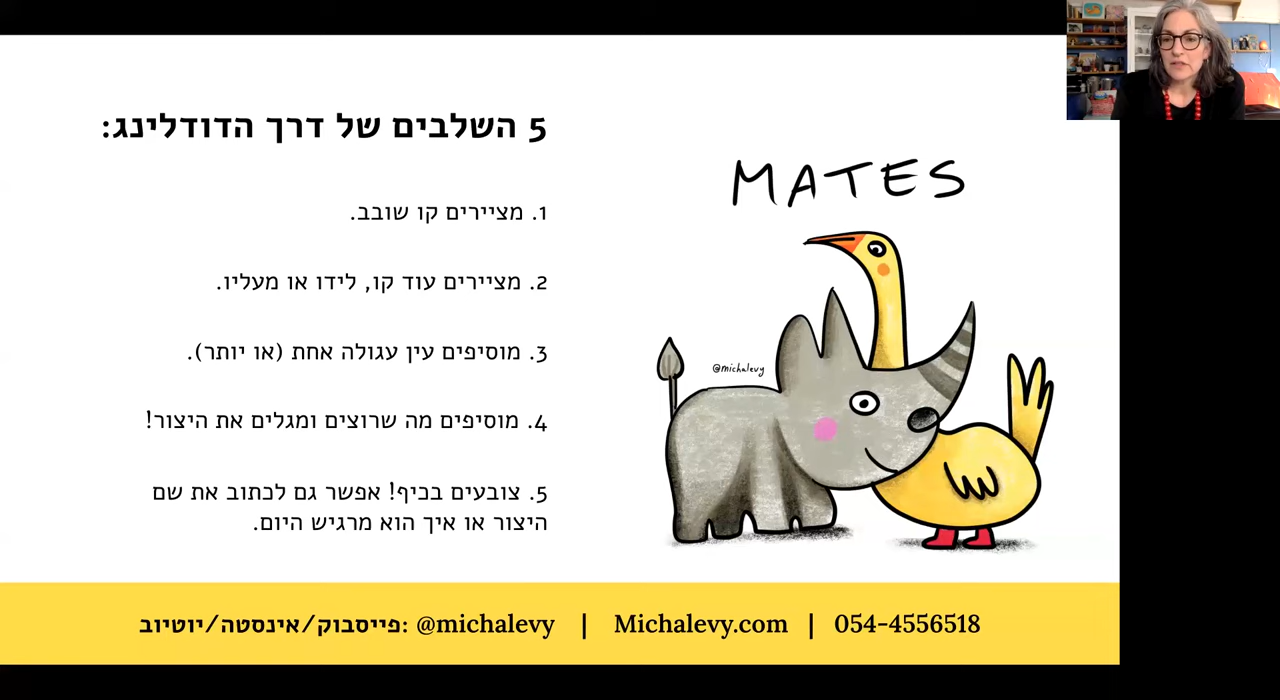 5 השלבים של דרך הדודלינג:
1. מציירים קו שובב.
2. מציירים עוד קו, לידו או מעליו.
3. מוסיפים עין עגולה אחת (או יותר).
4. מוסיפים מה שרוצים ומגלים את היצור!
5. צובעים בכיף! אפשר גם לכתוב את שם
היצור או איך הוא מרגיש היום.
MATES
@michalevy
פייסבוק/אינסטה/יוטיוב: @michalevy | Michalevy.com | 054-4556518